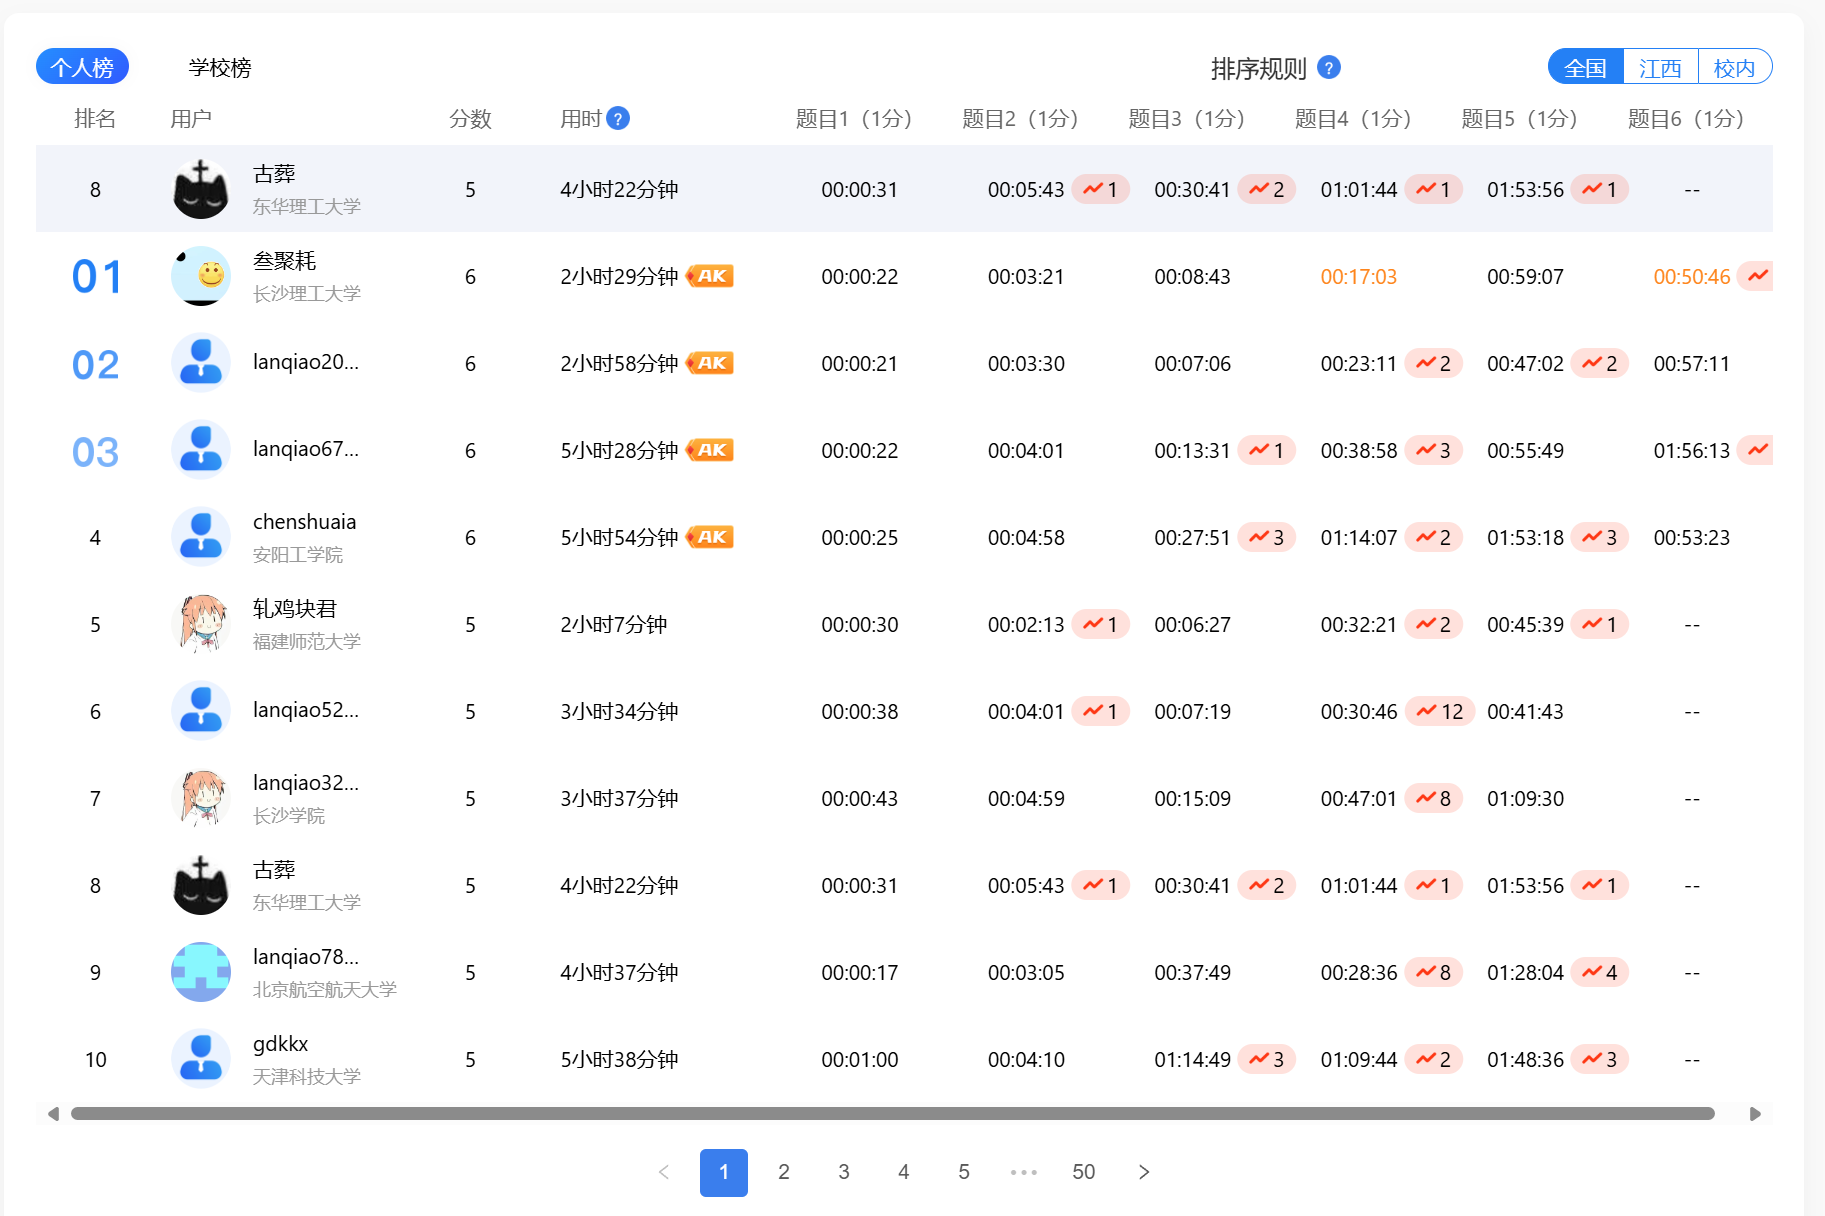 个人榜 学校榜 排序规则 ? 全国 江西 校内
排名 用户 分数 用时 ? 题目1（1分） 题目2（1分） 题目3（1分） 题目4（1分） 题目5（1分） 题目6（1分）
8 古葬 东华理工大学 5 4小时22分钟 00:00:31 00:05:43 1 00:30:41 2 01:01:44 1 01:53:56 1 --
01 叁聚耗 长沙理工大学 6 2小时29分钟 AK 00:00:22 00:03:21 00:08:43 00:17:03 00:59:07 00:50:46
02 lanqiao20... 6 2小时58分钟 AK 00:00:21 00:03:30 00:07:06 00:23:11 2 00:47:02 2 00:57:11
03 lanqiao67... 6 5小时28分钟 AK 00:00:22 00:04:01 00:13:31 1 00:38:58 3 00:55:49 01:56:13
4 chenshuaia 安阳工学院 6 5小时54分钟 AK 00:00:25 00:04:58 00:27:51 3 01:14:07 2 01:53:18 3 00:53:23
5 轧鸡块君 福建师范大学 5 2小时7分钟 00:00:30 00:02:13 1 00:06:27 00:32:21 2 00:45:39 1 --
6 lanqiao52... 5 3小时34分钟 00:00:38 00:04:01 1 00:07:19 00:30:46 12 00:41:43 --
7 lanqiao32... 长沙学院 5 3小时37分钟 00:00:43 00:04:59 00:15:09 00:47:01 8 01:09:30 --
8 古葬 东华理工大学 5 4小时22分钟 00:00:31 00:05:43 1 00:30:41 2 01:01:44 1 01:53:56 1 --
9 lanqiao78... 北京航空航天大学 5 4小时37分钟 00:00:17 00:03:05 00:37:49 00:28:36 8 01:28:04 4 --
10 gdkkx 天津科技大学 5 5小时38分钟 00:01:00 00:04:10 01:14:49 3 01:09:44 2 01:48:36 3 --
< 1 2 3 4 5 ••• 50 >